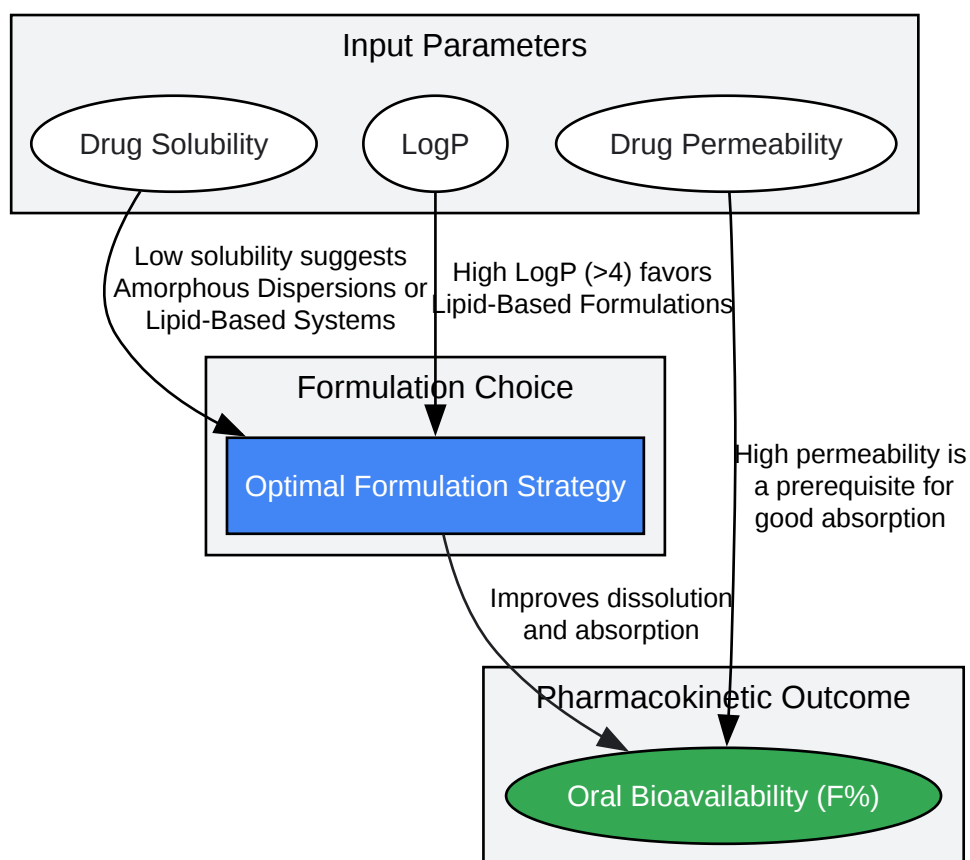 Input Parameters
Drug Solubility
LogP
Drug Permeability
Low solubility suggests
Amorphous Dispersions or
Lipid-Based Systems
High LogP (>4) favors
Lipid-Based Formulations
Formulation Choice
Optimal Formulation Strategy
High permeability is
a prerequisite for
good absorption
Improves dissolution
and absorption
Pharmacokinetic Outcome
Oral Bioavailability (F%)